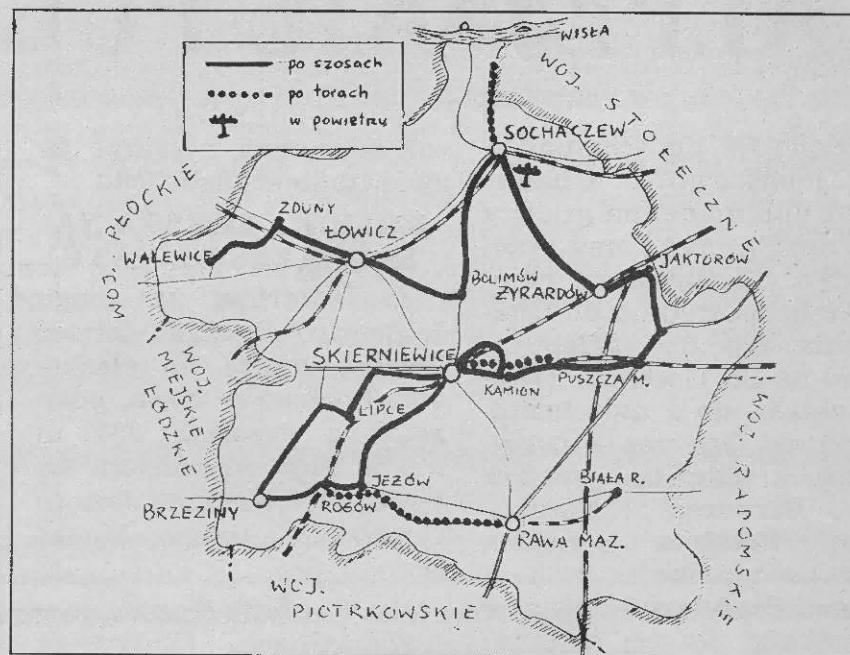 WISŁA
po szosach
po torach
w powietrzu
WOJ. STOŁECZNE
SOCHACZEW
WOJ. PŁOCKIE
ZDUNY
ŁOWICZ
WALEWICE
BOLIMÓW
JAKTORÓW
ŻYRARDÓW
WOJ.
MIEJSKIE
ŁÓDZKIE
SKIERNIEWICE
KAMION
PUSZCZA M.
LIPCE
WOJ. RADOMSKIE
JEŻÓW
BIAŁA R.
BRZEZINY
ROGÓW
RAWA MAZ.
WOJ.
PIOTRKOWSKIE